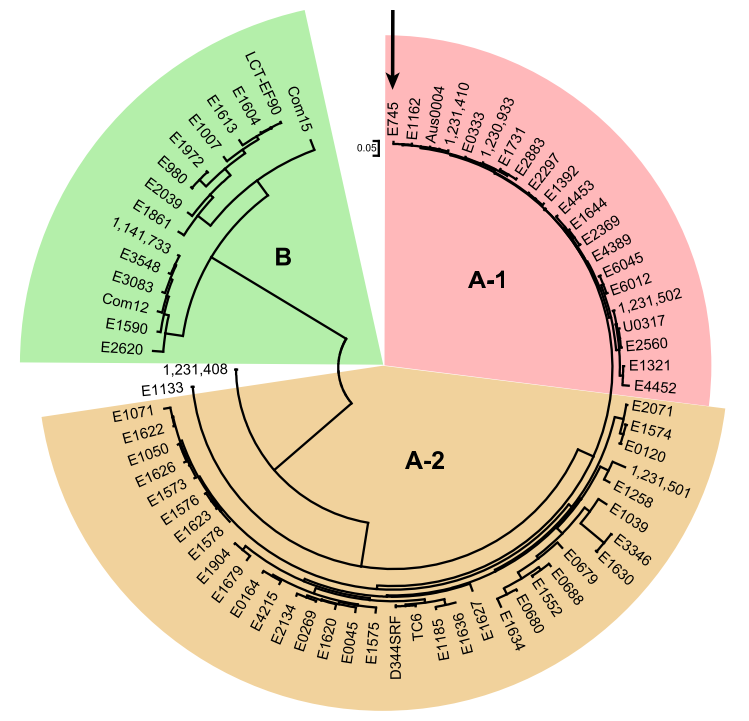 LCT-EF90
Com15
E1604
E1613
E1007
E1972
E980
E2039
E1861
1,141,733
E3548
E3083
Com12
E1590
E2620
B
0.05
E745
E1162
Aus0004
1,231,410
E0333
1,230,933
E1731
E2883
E2297
E1392
E4453
E1644
E2369
E4389
E6045
E6012
1,231,502
U0317
E2560
E1321
E4452
A-1
1,231,408
E1133
E1071
E1622
E1050
E1626
E1573
E1576
E1623
E1578
E1904
E1679
E0164
E4215
E2134
E0269
E1620
E0045
E1575
D344SRF
TC6
E1185
E1636
E1627
E1634
E0680
E1552
E0688
E0679
E1630
E3346
E1039
E1258
1,231,501
E0120
E1574
E2071
A-2